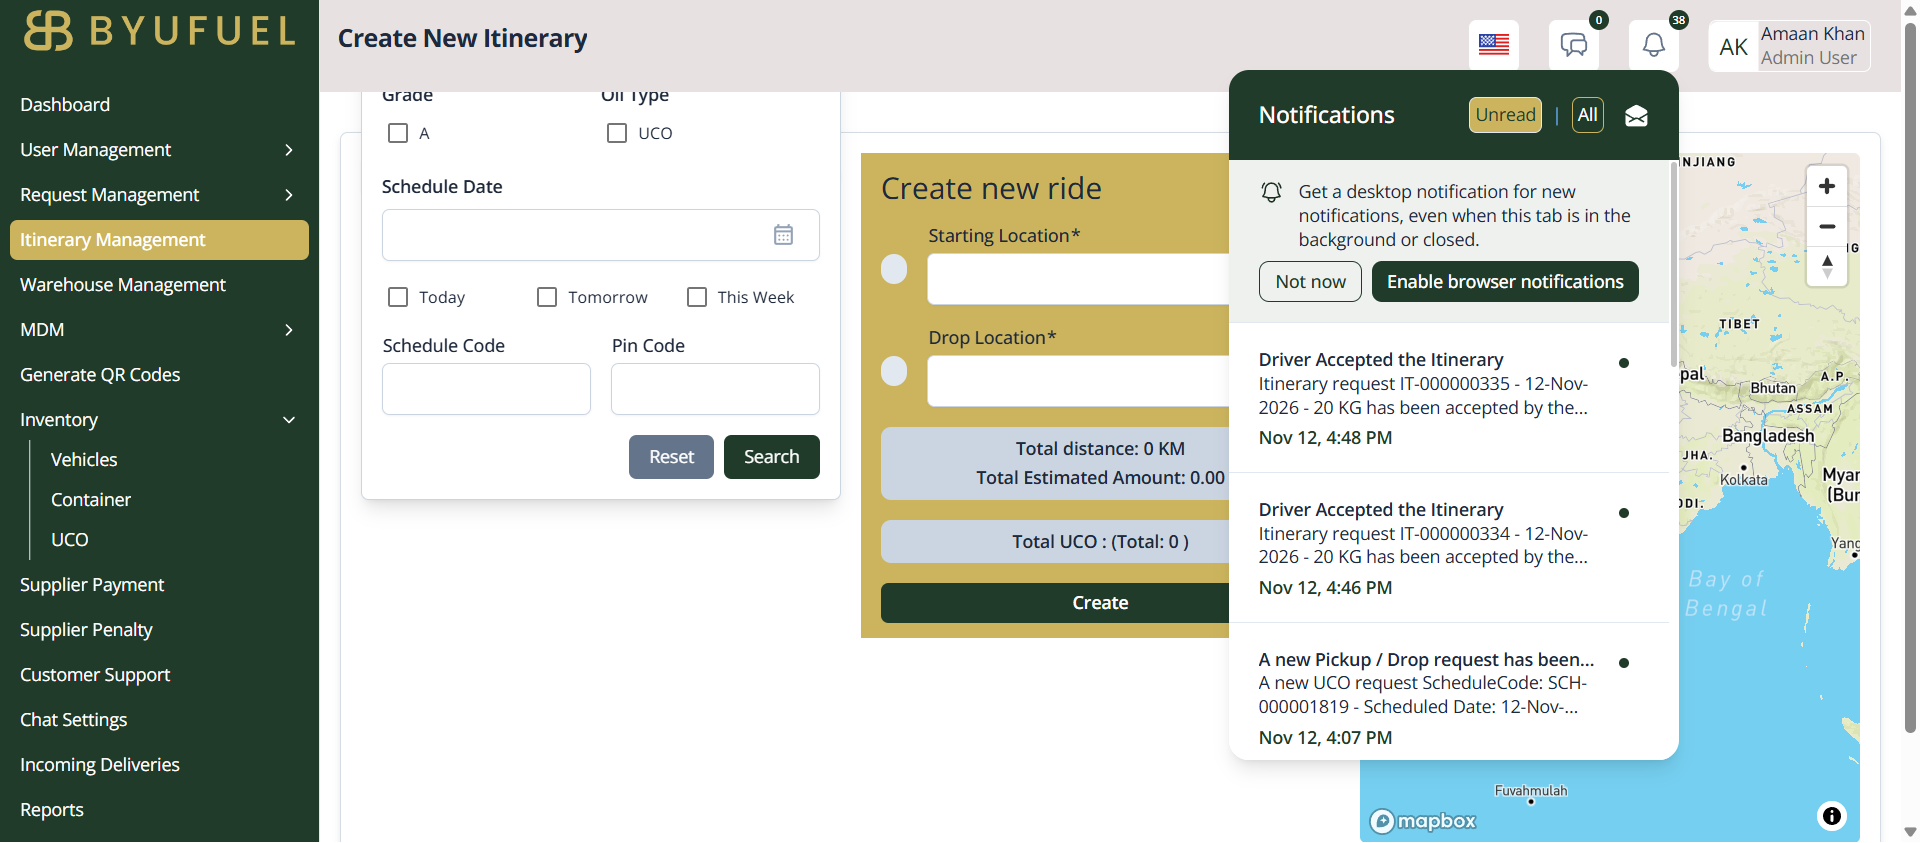 BYUFUEL
Dashboard
User Management
Request Management
Itinerary Management
Warehouse Management
MDM
Generate QR Codes
Inventory
Vehicles
Container
UCO
Supplier Payment
Supplier Penalty
Customer Support
Chat Settings
Incoming Deliveries
Reports
Create New Itinerary
0
38
AK
Amaan Khan
Admin User
Grade
Oil Type
A
UCO
Schedule Date
Today
Tomorrow
This Week
Schedule Code
Pin Code
Reset
Search
Create new ride
Starting Location*
Drop Location*
Total distance: 0 KM
Total Estimated Amount: 0.00
Total UCO : (Total: 0 )
Create
Notifications
Unread
|
All
Get a desktop notification for new
notifications, even when this tab is in the
background or closed.
Not now
Enable browser notifications
Driver Accepted the Itinerary
Itinerary request IT-000000335 - 12-Nov-
2026 - 20 KG has been accepted by the...
Nov 12, 4:48 PM
Driver Accepted the Itinerary
Itinerary request IT-000000334 - 12-Nov-
2026 - 20 KG has been accepted by the...
Nov 12, 4:46 PM
A new Pickup / Drop request has been...
A new UCO request ScheduleCode: SCH-
000001819 - Scheduled Date: 12-Nov-...
Nov 12, 4:07 PM
NJIANG
TIBET
pal
Bhutan
A.P.
ASSAM
Bangladesh
JHA.
Kolkata
Myan
(Bur
ODI.
Yang
Bay of
Bengal
Fuvahmulah
mapbox